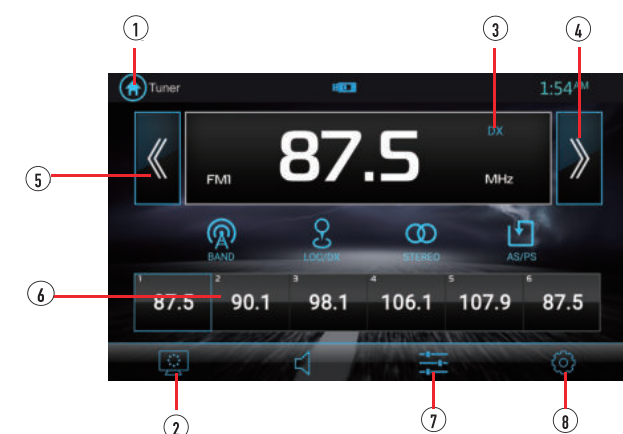 1 3 4
Tuner 1:54 AM
DX
5 FM1 87.5 MHz
BAND LOC/DX STEREO AS/PS
1 2 3 4 5 6
6 87.5 90.1 98.1 106.1 107.9 87.5
2 7 8